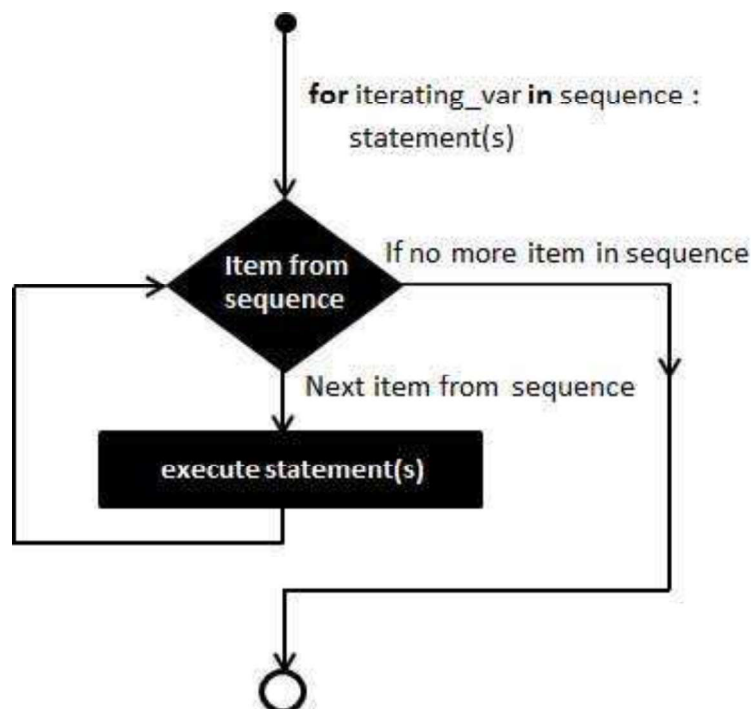 for iterating_var in sequence :
statement(s)
If no more item in sequence
Item from
sequence
Next item from sequence
execute statement(s)